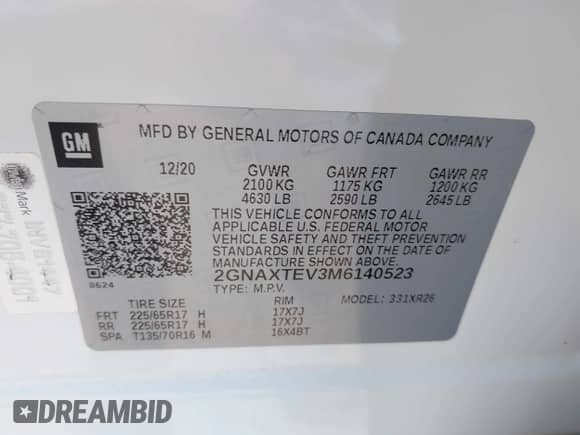 GM
MFD BY GENERAL MOTORS OF CANADA COMPANY
12/20 GVWR GAWR FRT GAWR RR
2100 KG 1175 KG 1200 KG
4630 LB 2590 LB 2645 LB
THIS VEHICLE CONFORMS TO ALL
APPLICABLE U.S. FEDERAL MOTOR
VEHICLE SAFETY AND THEFT
PREVENTION STANDARDS IN EFFECT ON
THE DATE OF MANUFACTURE SHOWN ABOVE.
2GNAXTEV3M6140523
8624
TYPE: M.P.V. MODEL: 331XR26
TIRE SIZE RIM
FRT 225/65R17 H 17X7J
RR 225/65R17 H 17X7J
SPA T135/70R16 M 16X4BT
Mark
DREAMBID